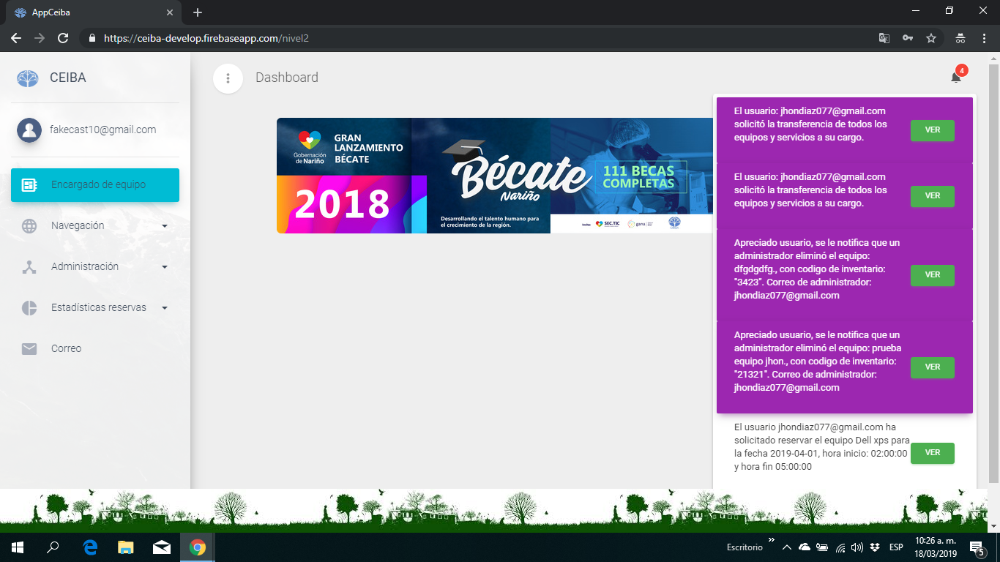 AppCeiba
https://ceiba-develop.firebaseapp.com/nivel2
CEIBA
fakecast10@gmail.com
Encargado de equipo
Navegación
Administración
Estadísticas reservas
Correo
Dashboard
4
Gobernación
de Nariño
GRAN
LANZAMIENTO
BÉCATE
2018
Bécate
Nariño
Desarrollando el talento humano para
el crecimiento de la región.
111 BECAS
COMPLETAS
SEC.TIC
gana
El usuario: jhondiaz077@gmail.com
solicitó la transferencia de todos los
equipos y servicios a su cargo.
VER
El usuario: jhondiaz077@gmail.com
solicitó la transferencia de todos los
equipos y servicios a su cargo.
VER
Apreciado usuario, se le notifica que un
administrador eliminó el equipo:
dfgdgdfg., con codigo de inventario:
"3423". Correo de administrador:
jhondiaz077@gmail.com
VER
Apreciado usuario, se le notifica que un
administrador eliminó el equipo: prueba
equipo jhon., con codigo de inventario:
"21321". Correo de administrador:
jhondiaz077@gmail.com
VER
El usuario jhondiaz077@gmail.com ha
solicitado reservar el equipo Dell xps para
la fecha 2019-04-01, hora inicio: 02:00:00
y hora fin 05:00:00
VER
Escritorio
ESP
10:26 a. m.
18/03/2019
5